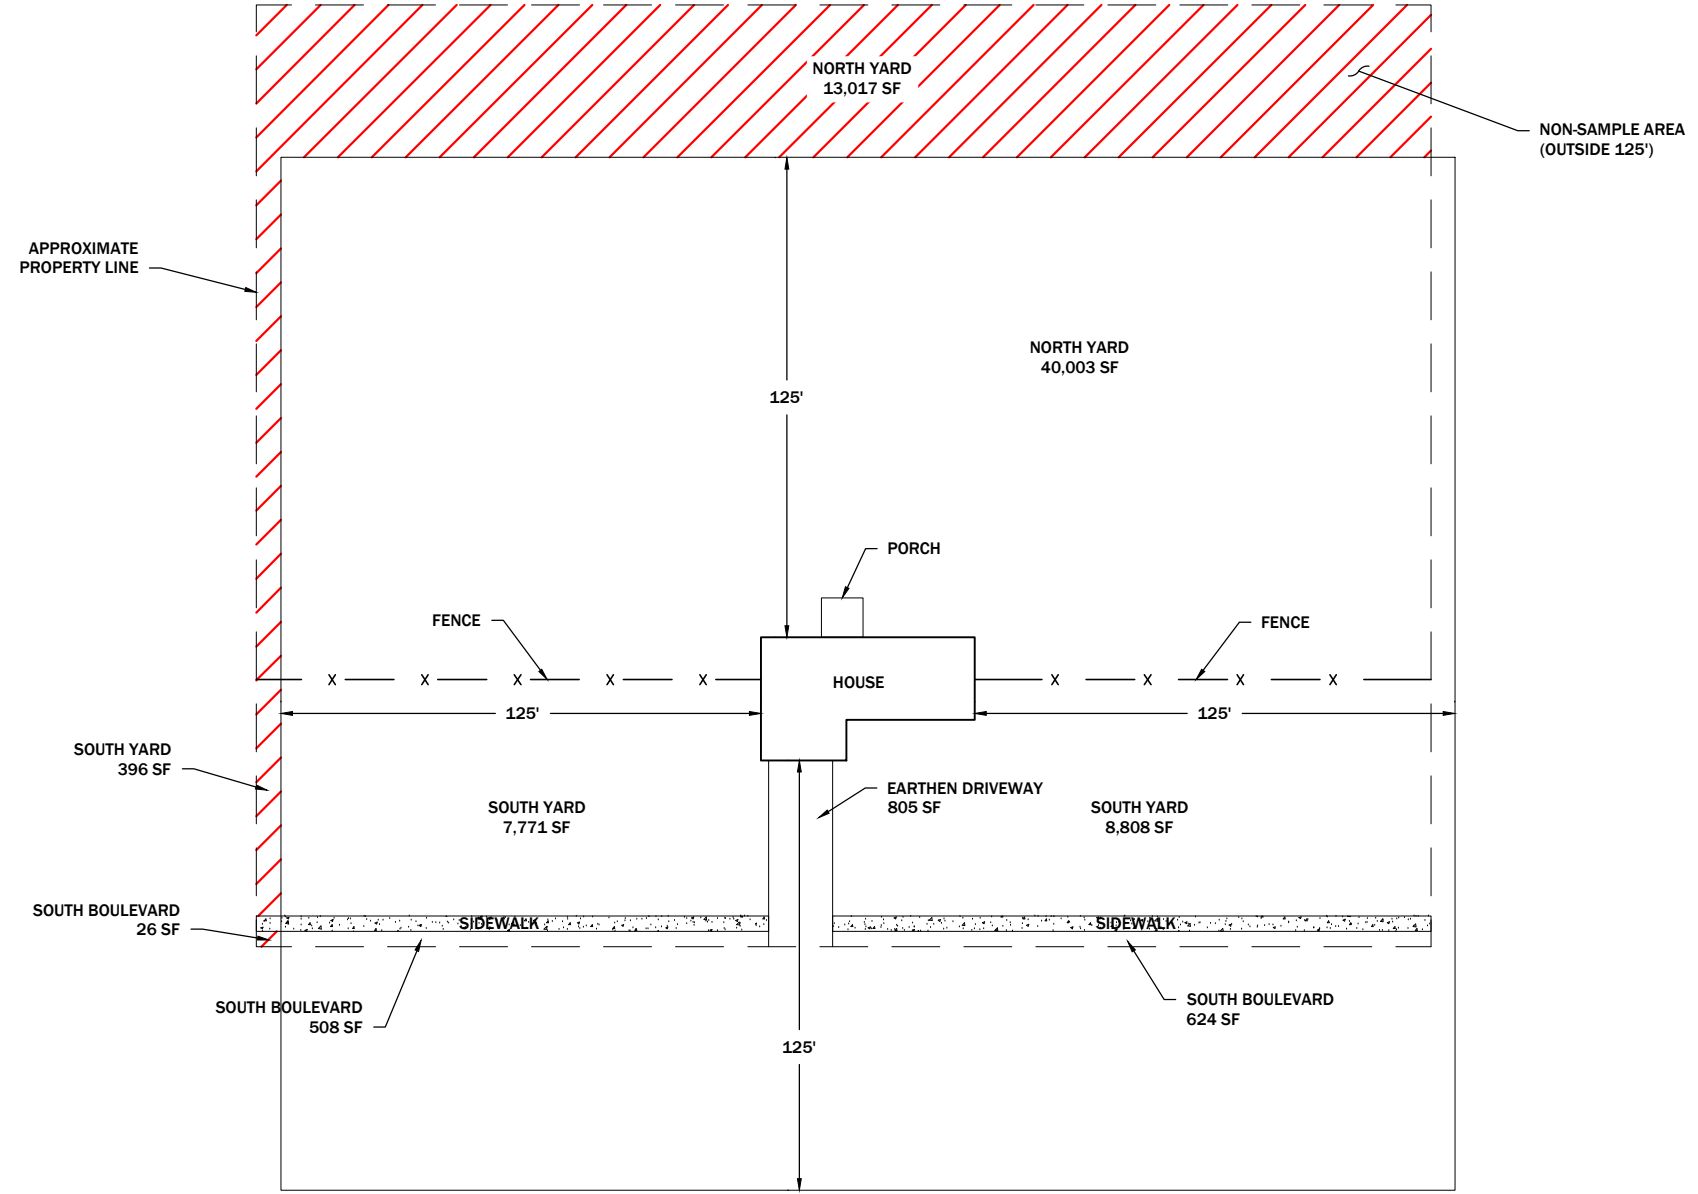 NORTH YARD
13,017 SF
NON-SAMPLE AREA
(OUTSIDE 125')
APPROXIMATE
PROPERTY LINE
NORTH YARD
40,003 SF
125'
PORCH
FENCE
FENCE
X X X X X
X X X X
HOUSE
125'
125'
SOUTH YARD
396 SF
EARTHEN DRIVEWAY
805 SF
SOUTH YARD
7,771 SF
SOUTH YARD
8,808 SF
SOUTH BOULEVARD
26 SF
SIDEWALK
SIDEWALK
SOUTH BOULEVARD
508 SF
SOUTH BOULEVARD
624 SF
125'